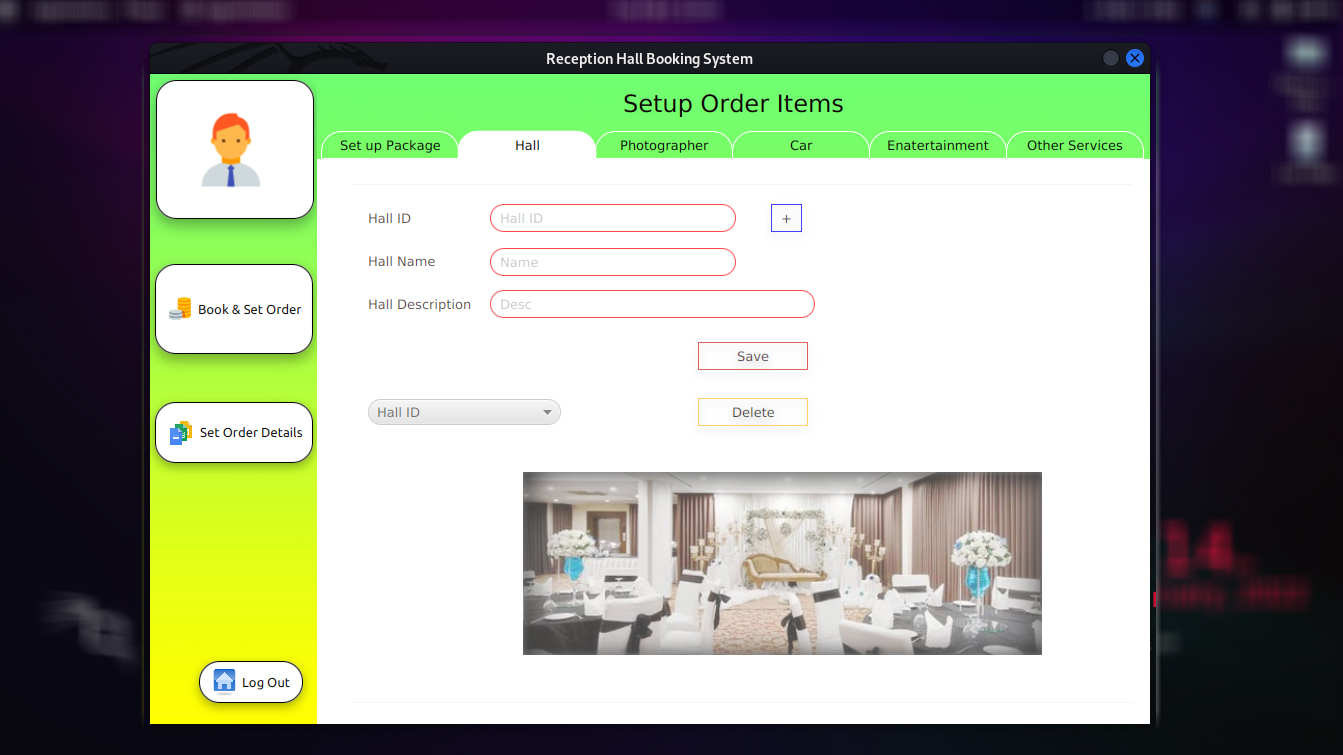 Reception Hall Booking System
Setup Order Items
Set up Package
Hall
Photographer
Car
Enatertainment
Other Services
Hall ID
Hall ID
+
Hall Name
Name
Hall Description
Desc
Save
Hall ID
Delete
Book & Set Order
Set Order Details
Log Out
14